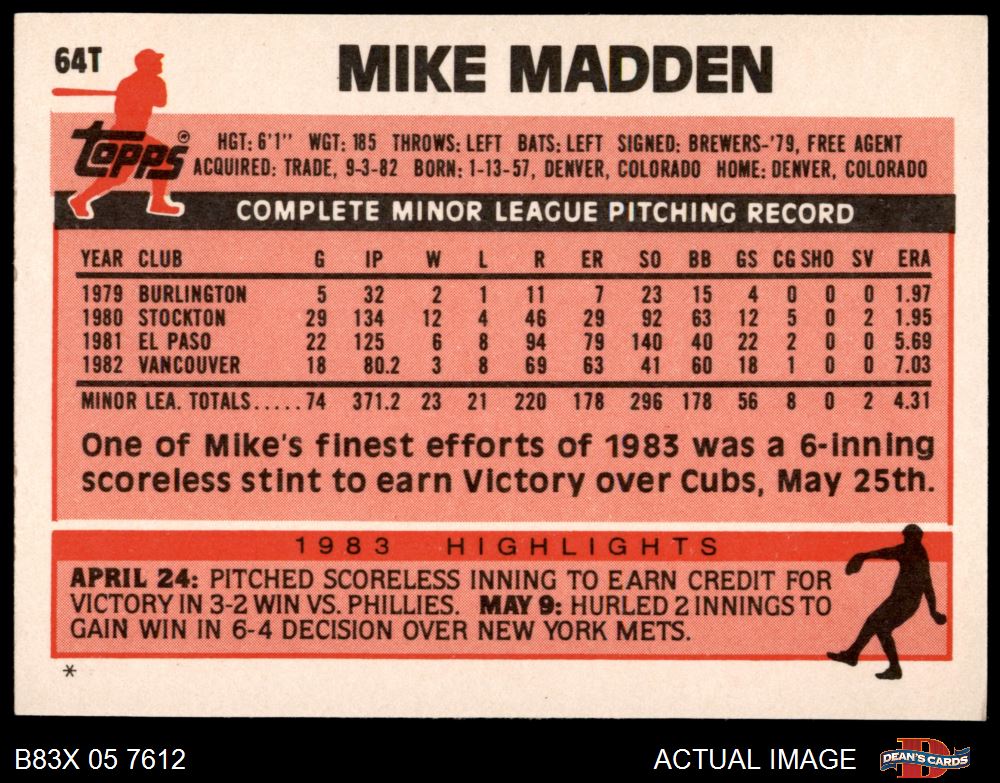 64T
MIKE MADDEN
Topps®
HGT: 6'1" WGT: 185 THROWS: LEFT BATS: LEFT SIGNED: BREWERS-'79, FREE AGENT
ACQUIRED: TRADE, 9-3-82 BORN: 1-13-57, DENVER, COLORADO HOME: DENVER, COLORADO
COMPLETE MINOR LEAGUE PITCHING RECORD
YEAR CLUB G IP W L R ER SO BB GS CG SHO SV ERA
1979 BURLINGTON 5 32 2 1 11 7 23 15 4 0 0 0 1.97
1980 STOCKTON 29 134 12 4 46 29 92 63 12 5 0 2 1.95
1981 EL PASO 22 125 6 8 94 79 140 40 22 2 0 0 5.69
1982 VANCOUVER 18 80.2 3 8 69 63 41 60 18 1 0 0 7.03
MINOR LEA. TOTALS.....74 371.2 23 21 220 178 296 178 56 8 0 2 4.31
One of Mike's finest efforts of 1983 was a 6-inning
scoreless stint to earn Victory over Cubs, May 25th.
1983 HIGHLIGHTS
APRIL 24: PITCHED SCORELESS INNING TO EARN CREDIT FOR
VICTORY IN 3-2 WIN VS. PHILLIES. MAY 9: HURLED 2 INNINGS TO
GAIN WIN IN 6-4 DECISION OVER NEW YORK METS.
*
B83X 05 7612 ACTUAL IMAGE DEAN'S CARDS